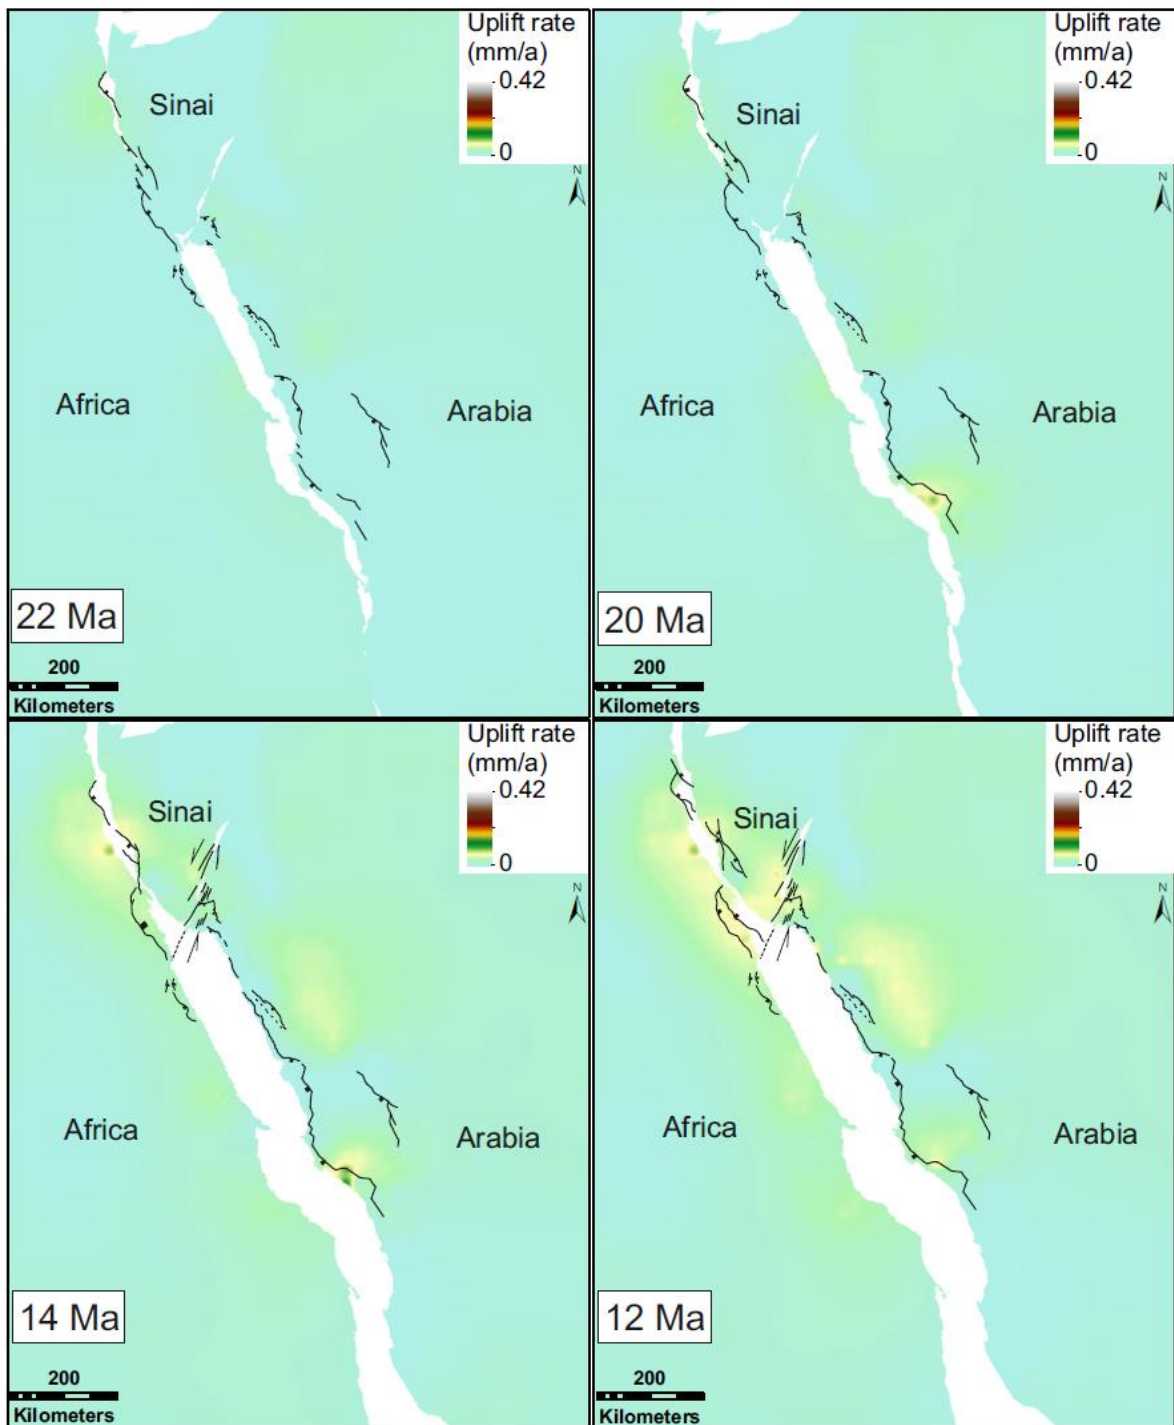 Uplift rate
(mm/a)
0.42
0
Sinai
N
Africa
Arabia
22 Ma
200
Kilometers
Uplift rate
(mm/a)
0.42
0
Sinai
N
Africa
Arabia
20 Ma
200
Kilometers
Uplift rate
(mm/a)
0.42
0
Sinai
N
Africa
Arabia
14 Ma
200
Kilometers
Uplift rate
(mm/a)
0.42
0
Sinai
N
Africa
Arabia
12 Ma
200
Kilometers